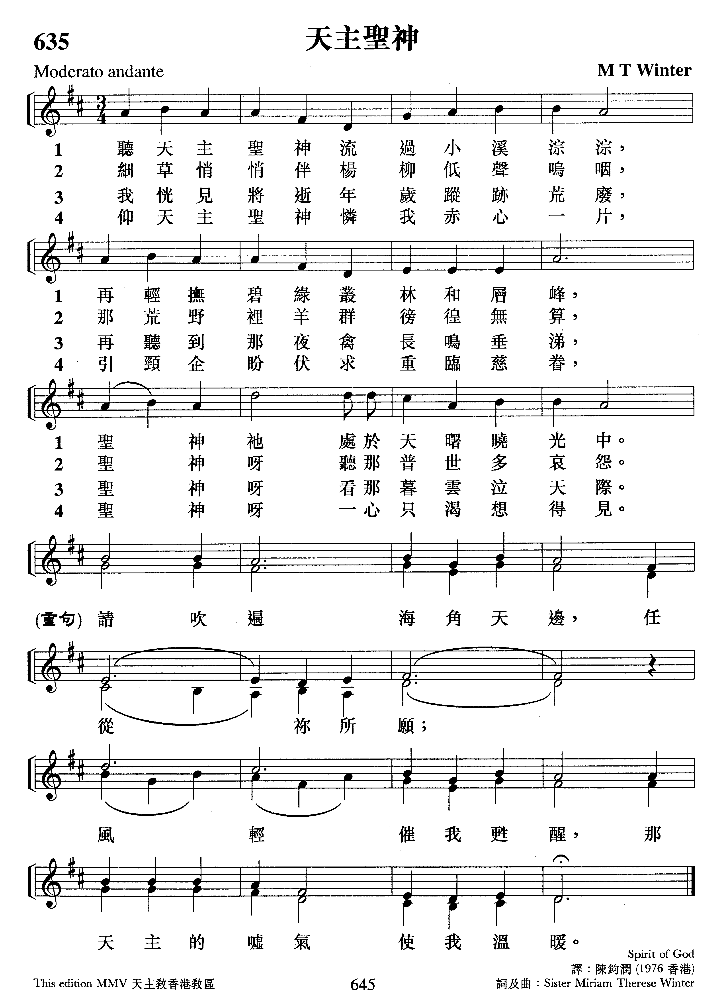 635
天主聖神
Moderato andante
M T Winter
1 聽天主聖神流過小溪淙淙，
2 細草悄悄伴楊柳低聲嗚咽，
3 我恍見將逝年歲蹤跡荒廢，
4 仰天主聖神憐我赤心一片，
1 再輕撫碧綠叢林和層峰，
2 那荒野裡羊群徬徨無算，
3 再聽到那夜禽長鳴垂涕，
4 引頸企盼伏求重臨慈眷，
1 聖神祂處於天曙曉光中。
2 聖神呀聽那普世多哀怨。
3 聖神呀看那暮雲泣天際。
4 聖神呀一心只渴想得見。
(重句) 請吹遍海角天邊，任
從祢所願；
風輕催我甦醒，那
天主的噓氣使我溫暖。
Spirit of God
譯：陳鈞潤 (1976 香港)
This edition MMV 天主教香港教區
645
詞及曲：Sister Miriam Therese Winter